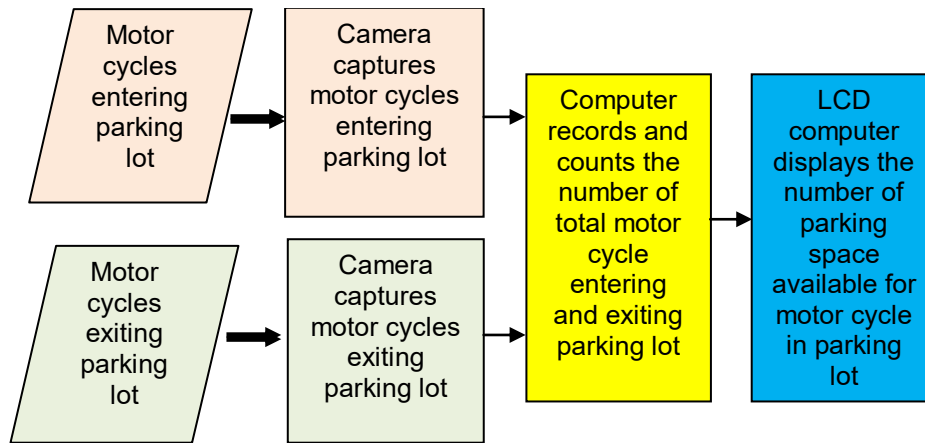 Motor
cycles
entering
parking
lot
Camera
captures
motor cycles
entering
parking lot
Motor
cycles
exiting
parking
lot
Camera
captures
motor cycles
exiting
parking lot
Computer
records and
counts the
number of
total motor
cycle
entering
and exiting
parking lot
LCD
computer
displays the
number of
parking
space
available for
motor cycle
in parking
lot